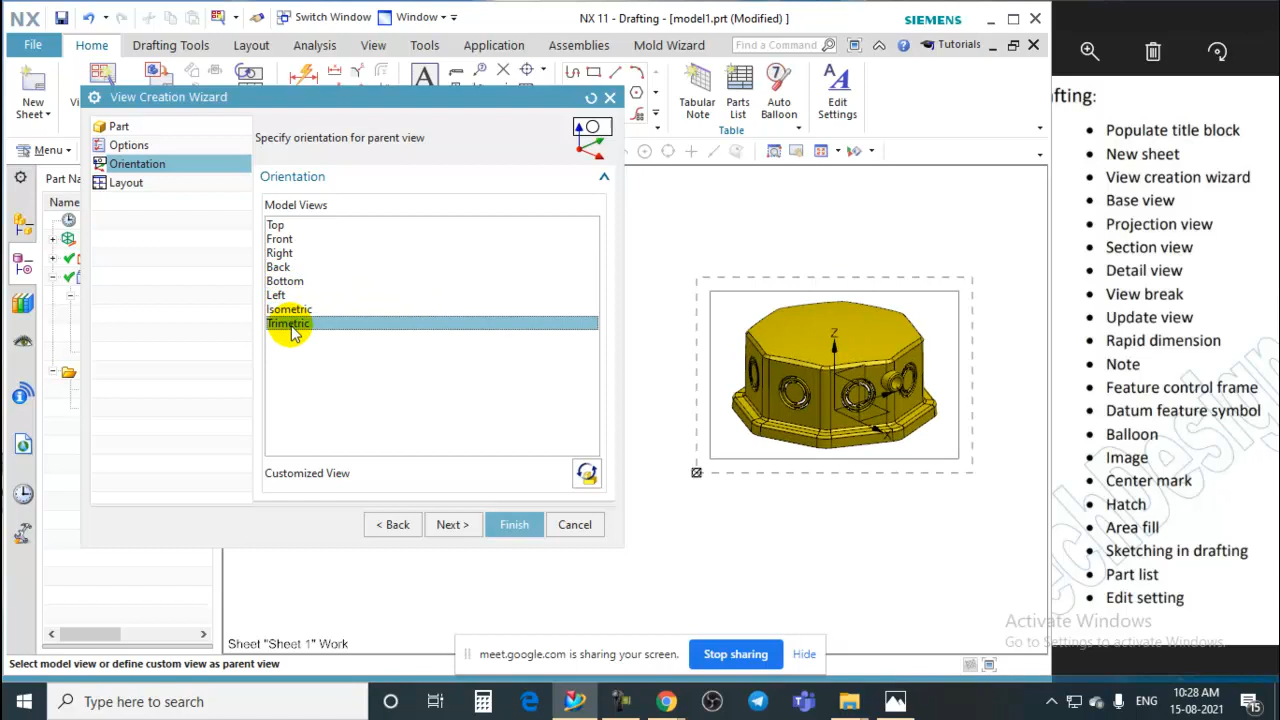 NX
Switch Window
Window
NX 11 - Drafting - [model1.prt (Modified) ]
SIEMENS
File
Home
Drafting Tools
Layout
Analysis
View
Tools
Application
Assemblies
Mold Wizard
Find a Command
Tutorials
New
Sheet
A
Tabular
Note
Parts
List
Auto
Balloon
Edit
Settings
Table
Menu
View Creation Wizard
Part
Options
Orientation
Layout
Specify orientation for parent view
Orientation
Model Views
Top
Front
Right
Back
Bottom
Left
Isometric
Trimetric
Customized View
< Back
Next >
Finish
Cancel
Part Na
Name
Z
X
Sheet "Sheet 1" Work
Select model view or define custom view as parent view
meet.google.com is sharing your screen.
Stop sharing
Hide
afting:
• Populate title block
• New sheet
• View creation wizard
• Base view
• Projection view
• Section view
• Detail view
• View break
• Update view
• Rapid dimension
• Note
• Feature control frame
• Datum feature symbol
• Balloon
• Image
• Center mark
• Hatch
• Area fill
• Sketching in drafting
• Part list
• Edit setting
Activate Windows
Go to Settings to activate Windows.
Type here to search
ENG
10:28 AM
15-08-2021
15